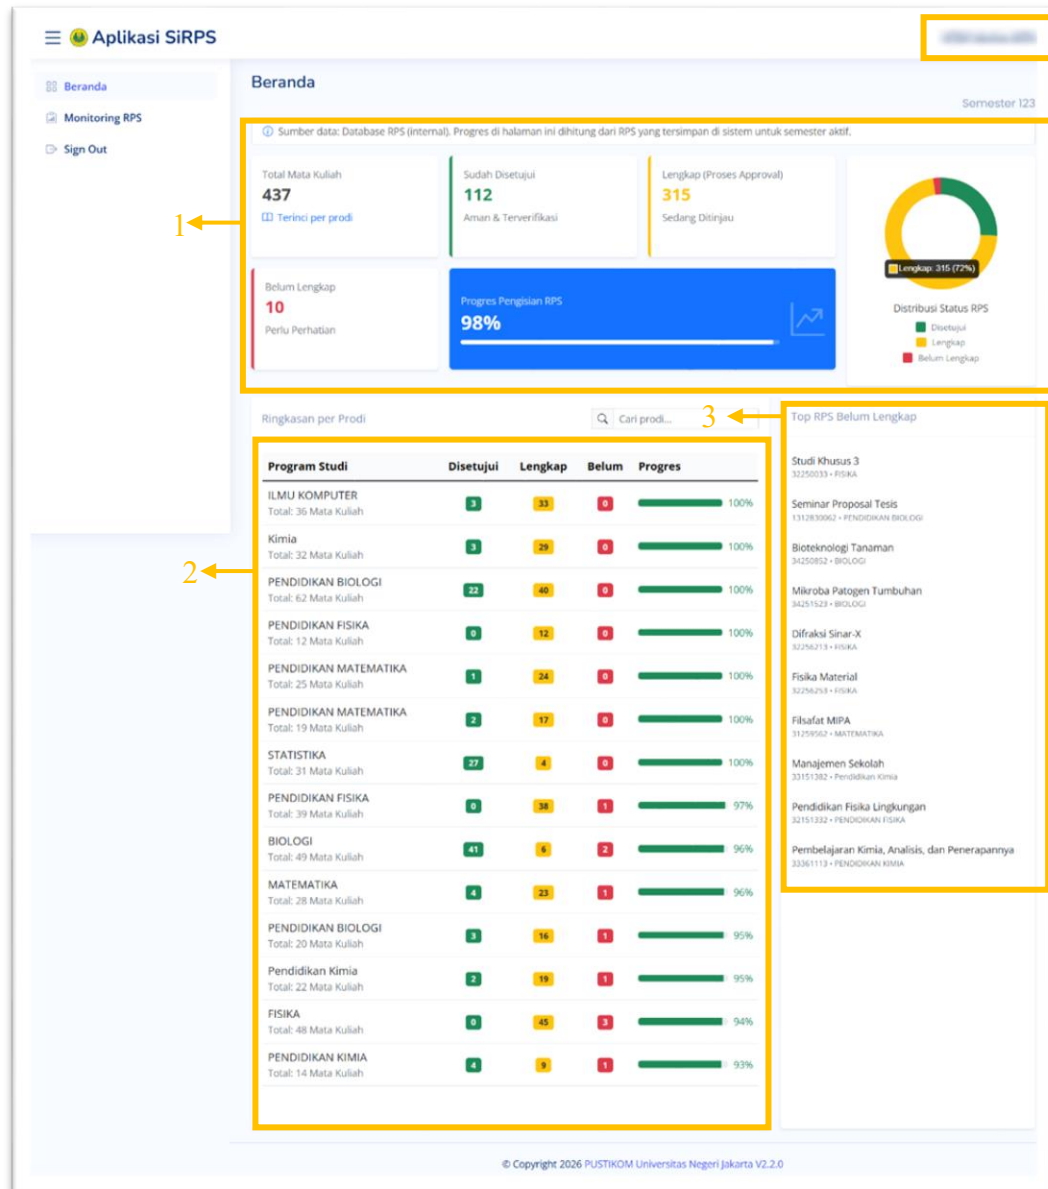 Aplikasi SiRPS
Beranda
Monitoring RPS
Sign Out
Beranda
Semester 123
Sumber data: Database RPS (internal). Progres di halaman ini dihitung dari RPS yang tersimpan di sistem untuk semester aktif.
Total Mata Kuliah
437
Terinci per prodi
Sudah Disetujui
112
Aman & Terverifikasi
Lengkap (Proses Approval)
315
Sedang Ditinjau
Belum Lengkap
10
Perlu Perhatian
Progres Pengisian RPS
98%
Lengkap: 315 (72%)
Distribusi Status RPS
Disetujui
Lengkap
Belum Lengkap
1
Ringkasan per Prodi
Cari prodi...
2
Program Studi Disetujui Lengkap Belum Progres
ILMU KOMPUTER 3 33 0 100%
Total: 36 Mata Kuliah
Kimia 3 29 0 100%
Total: 32 Mata Kuliah
PENDIDIKAN BIOLOGI 22 40 0 100%
Total: 62 Mata Kuliah
PENDIDIKAN FISIKA 0 12 0 100%
Total: 12 Mata Kuliah
PENDIDIKAN MATEMATIKA 1 24 0 100%
Total: 25 Mata Kuliah
PENDIDIKAN MATEMATIKA 2 17 0 100%
Total: 19 Mata Kuliah
STATISTIKA 27 4 0 100%
Total: 31 Mata Kuliah
PENDIDIKAN FISIKA 0 38 1 97%
Total: 39 Mata Kuliah
BIOLOGI 41 6 2 96%
Total: 49 Mata Kuliah
MATEMATIKA 4 23 1 96%
Total: 28 Mata Kuliah
PENDIDIKAN BIOLOGI 3 16 1 95%
Total: 20 Mata Kuliah
Pendidikan Kimia 2 19 1 95%
Total: 22 Mata Kuliah
FISIKA 0 45 3 94%
Total: 48 Mata Kuliah
PENDIDIKAN KIMIA 4 9 1 93%
Total: 14 Mata Kuliah
3
Top RPS Belum Lengkap
Studi Khusus 3
32250033 • FISIKA
Seminar Proposal Tesis
1312830062 • PENDIDIKAN BIOLOGI
Bioteknologi Tanaman
34250852 • BIOLOGI
Mikroba Patogen Tumbuhan
34251523 • BIOLOGI
Difraksi Sinar-X
32256213 • FISIKA
Fisika Material
32256253 • FISIKA
Filsafat MIPA
31259562 • MATEMATIKA
Manajemen Sekolah
33151382 • Pendidikan Kimia
Pendidikan Fisika Lingkungan
32151332 • PENDIDIKAN FISIKA
Pembelajaran Kimia, Analisis, dan Penerapannya
33361113 • PENDIDIKAN KIMIA
© Copyright 2026 PUSTIKOM Universitas Negeri Jakarta V2.2.0